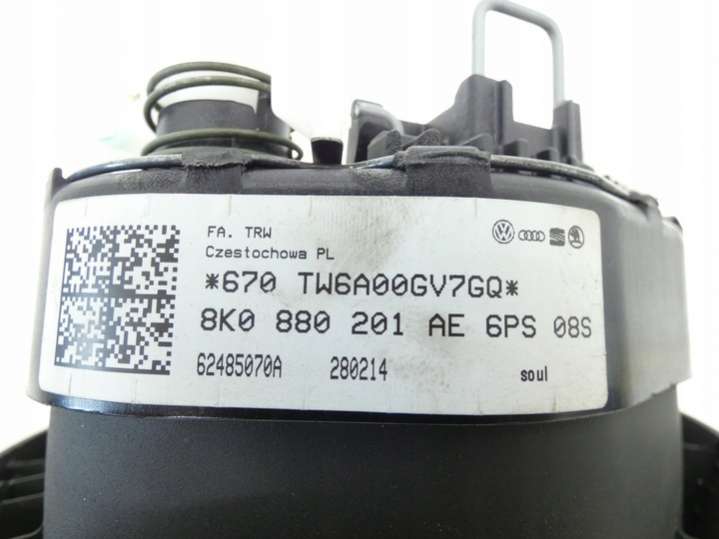 FA. TRW
Czestochowa PL
*670 TW6A00GV7GQ*
8K0 880 201 AE 6PS 08S
62485070A 280214 soul